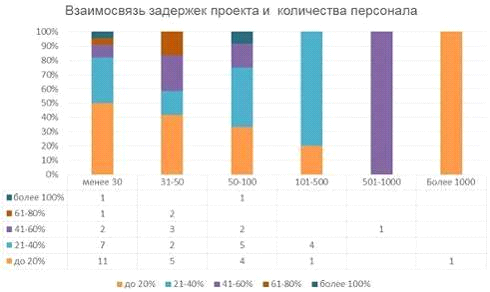 Взаимосвязь задержек проекта и количества персонала
100%
90%
80%
70%
60%
50%
40%
30%
20%
10%
0%
менее 30 31-50 50-100 101-500 501-1000 Более 1000
более 100% 1 1
61-80% 1 2
41-60% 2 3 2 1
21-40% 7 2 5 4
до 20% 11 5 4 1 1
до 20% 21-40% 41-60% 61-80% более 100%